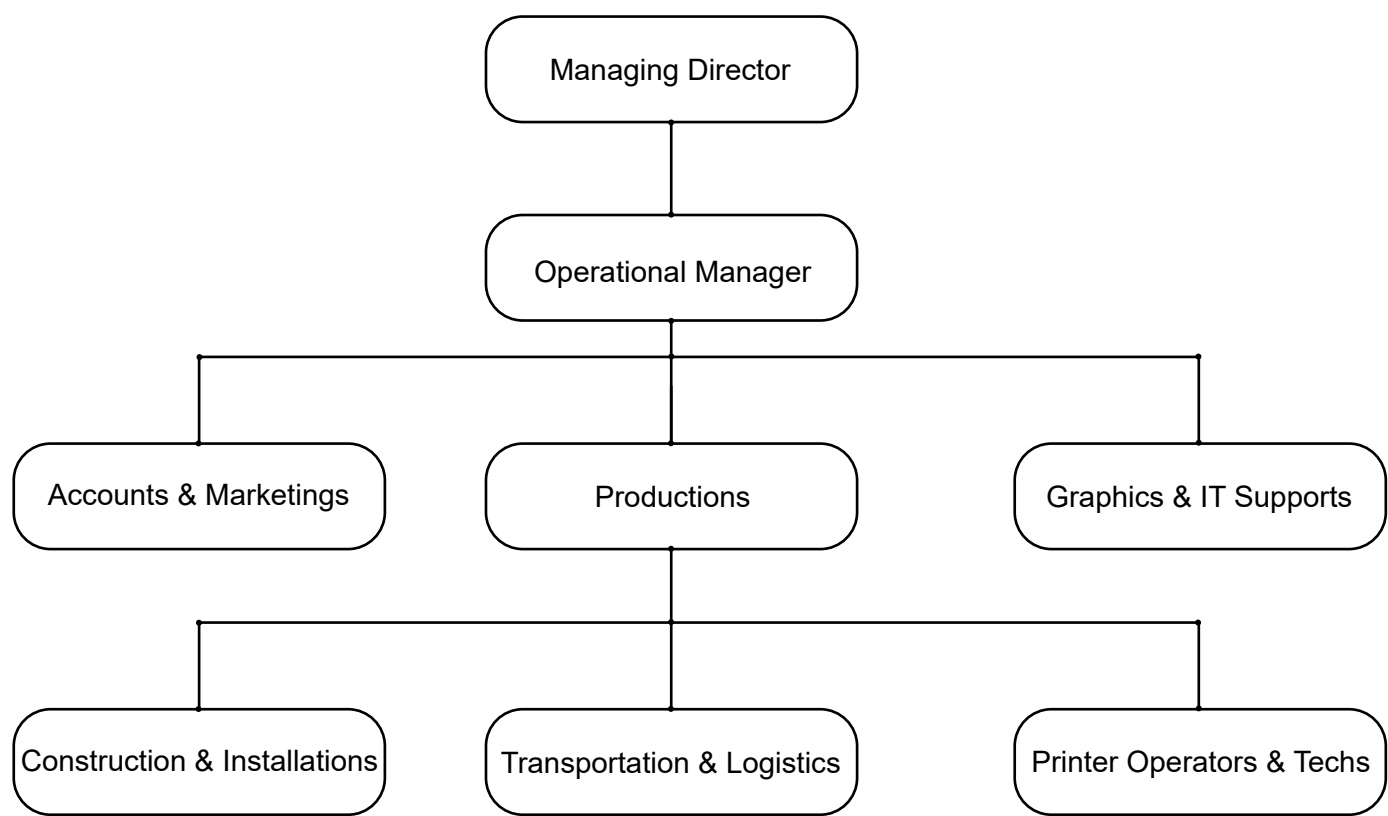 Managing Director
Operational Manager
Accounts & Marketings
Productions
Graphics & IT Supports
Construction & Installations
Transportation & Logistics
Printer Operators & Techs